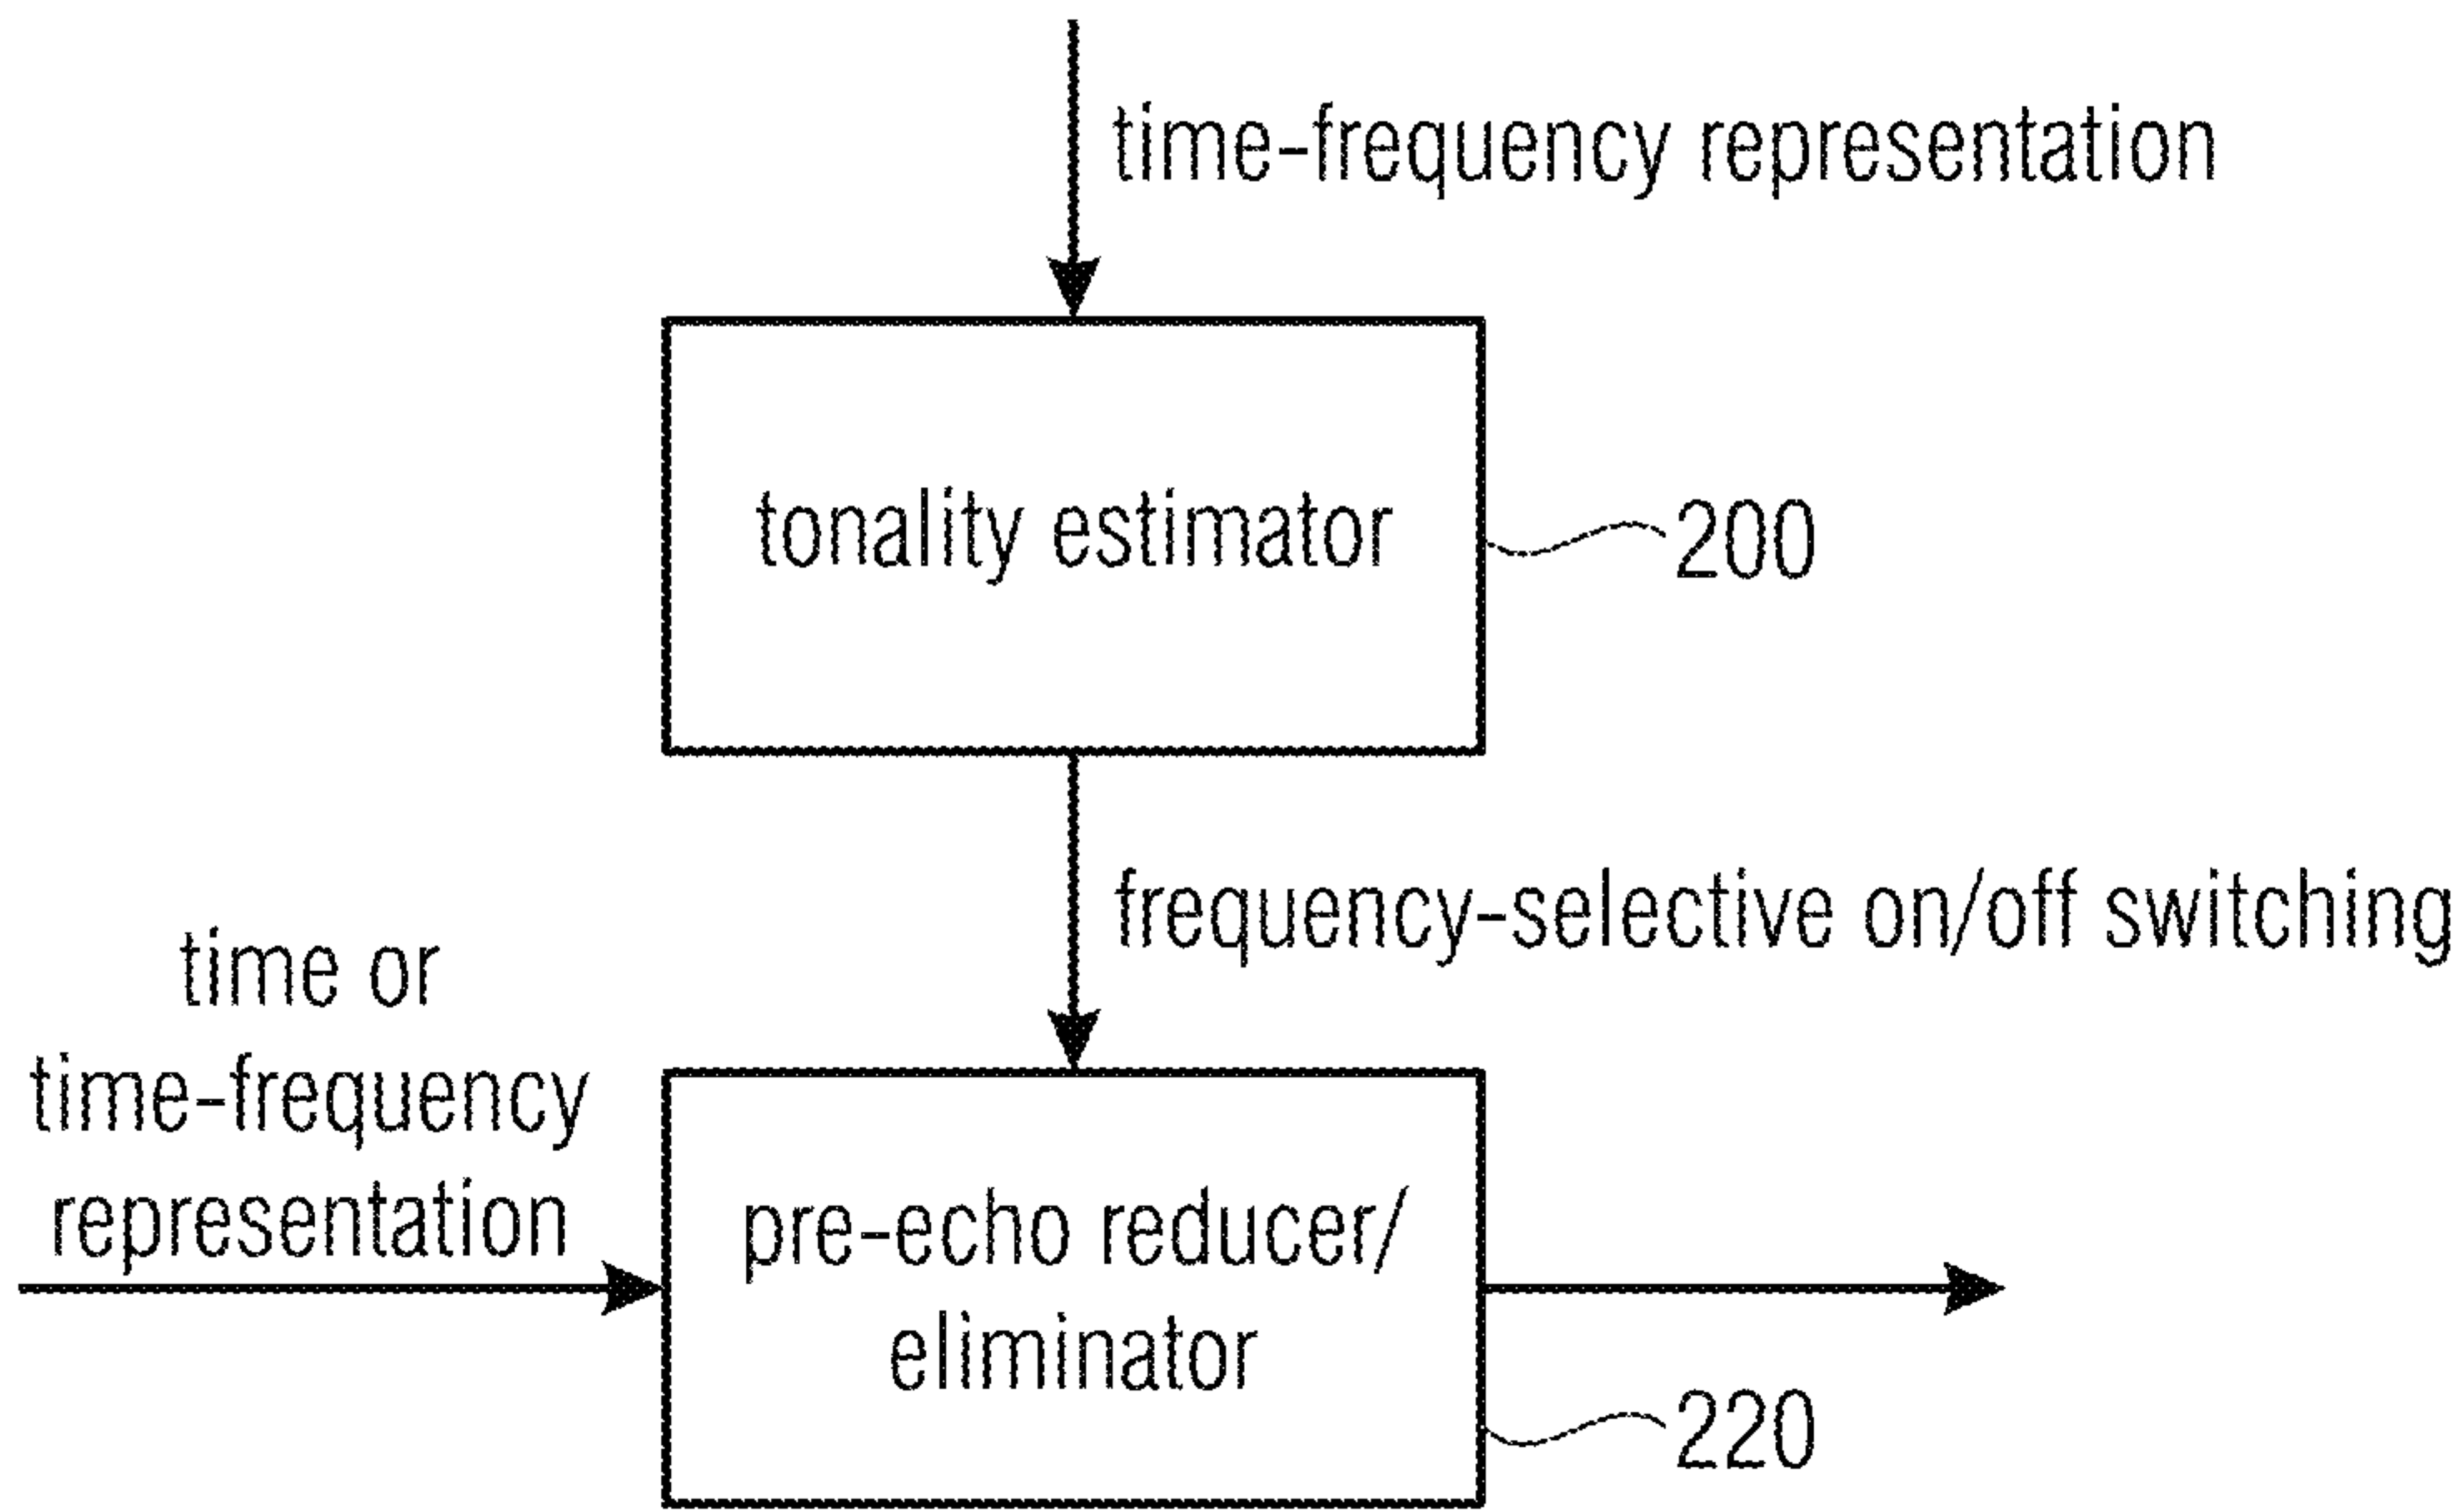 time-frequency representation
tonality estimator
200
frequency-selective on/off switching
time or
time-frequency
representation
pre-echo reducer/
eliminator
220